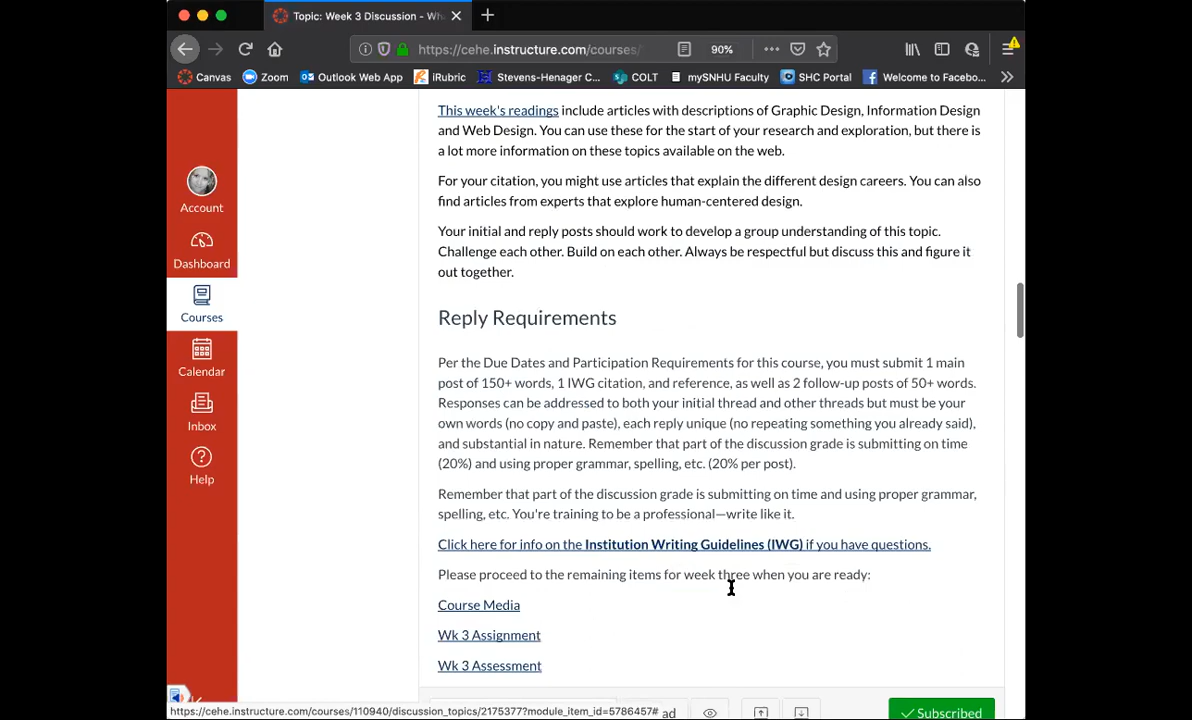 Topic: Week 3 Discussion - Wh
https://cehe.instructure.com/courses/
90%
Canvas
Zoom
Outlook Web App
iRubric
Stevens-Henager C...
COLT
mySNHU Faculty
SHC Portal
Welcome to Facebo...
Account
Dashboard
Courses
Calendar
Inbox
Help
This week's readings include articles with descriptions of Graphic Design, Information Design
and Web Design. You can use these for the start of your research and exploration, but there is
a lot more information on these topics available on the web.
For your citation, you might use articles that explain the different design careers. You can also
find articles from experts that explore human-centered design.
Your initial and reply posts should work to develop a group understanding of this topic.
Challenge each other. Build on each other. Always be respectful but discuss this and figure it
out together.
Reply Requirements
Per the Due Dates and Participation Requirements for this course, you must submit 1 main
post of 150+ words, 1 IWG citation, and reference, as well as 2 follow-up posts of 50+ words.
Responses can be addressed to both your initial thread and other threads but must be your
own words (no copy and paste), each reply unique (no repeating something you already said),
and substantial in nature. Remember that part of the discussion grade is submitting on time
(20%) and using proper grammar, spelling, etc. (20% per post).
Remember that part of the discussion grade is submitting on time and using proper grammar,
spelling, etc. You're training to be a professional—write like it.
Click here for info on the Institution Writing Guidelines (IWG) if you have questions.
Please proceed to the remaining items for week three when you are ready:
Course Media
Wk 3 Assignment
Wk 3 Assessment
https://cehe.instructure.com/courses/110940/discussion_topics/2175377?module_item_id=5786457#
ad
Subscribed